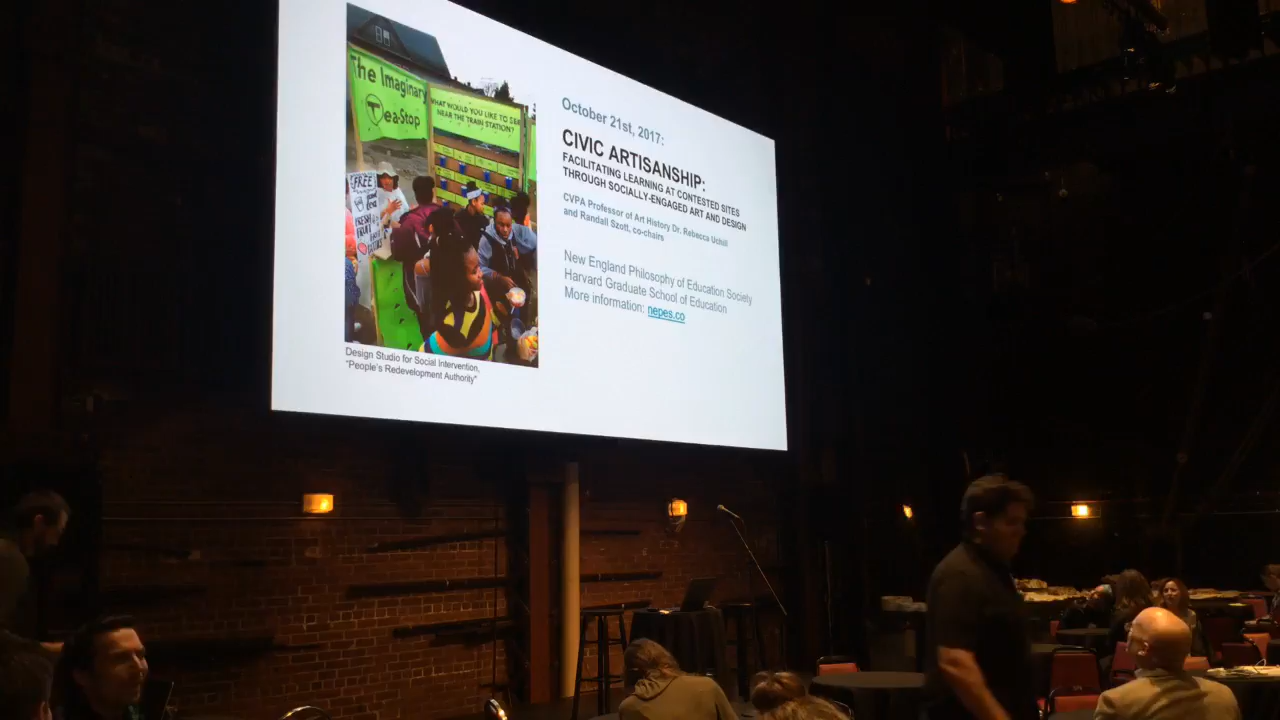 The Imaginary
T
ea-Stop
WHAT WOULD YOU LIKE TO SEE
NEAR THE TRAIN STATION?
FREE
FRESH
FRUIT
October 21st, 2017:
CIVIC ARTISANSHIP:
FACILITATING LEARNING AT CONTESTED SITES
THROUGH SOCIALLY-ENGAGED ART AND DESIGN
CVPA Professor of Art History Dr. Rebecca Uchill
and Randall Szott, co-chairs
New England Philosophy of Education Society
Harvard Graduate School of Education
More information: nepes.co
Design Studio for Social Intervention,
"People's Redevelopment Authority"